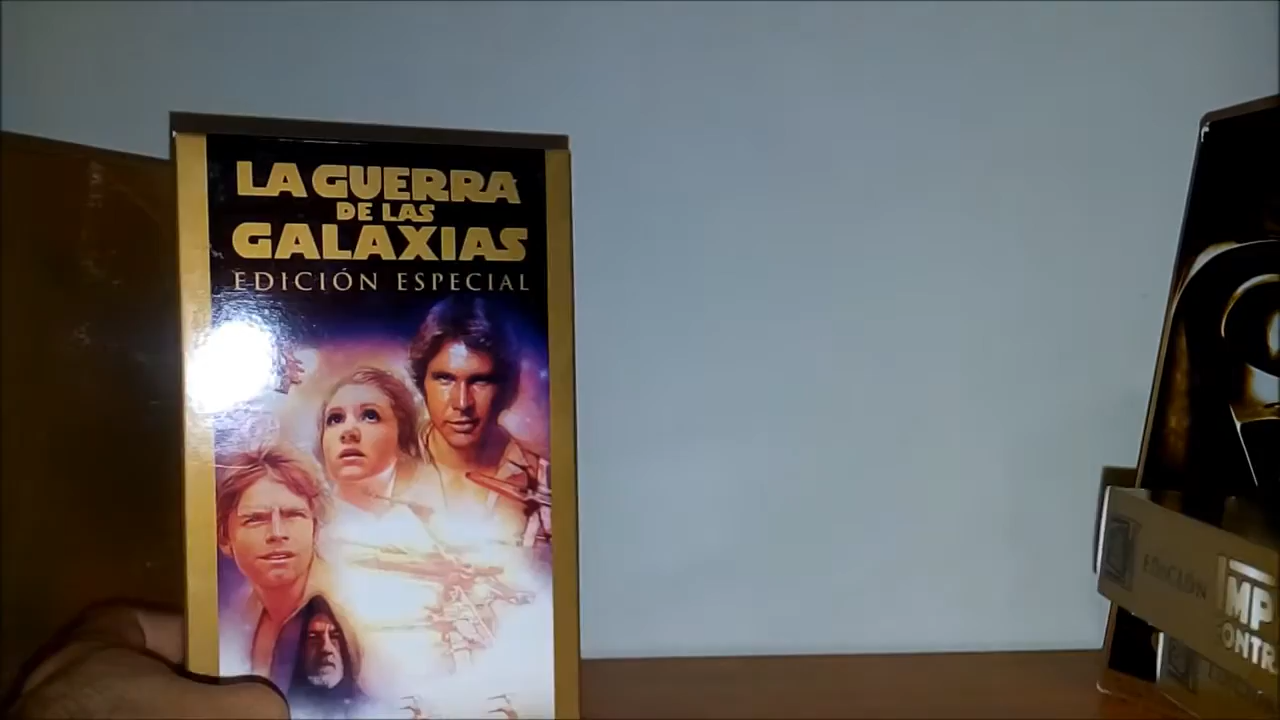 LA GUERRA
DE LAS
GALAXIAS
EDICIÓN ESPECIAL
EDICIÓN
IMP
CONTR